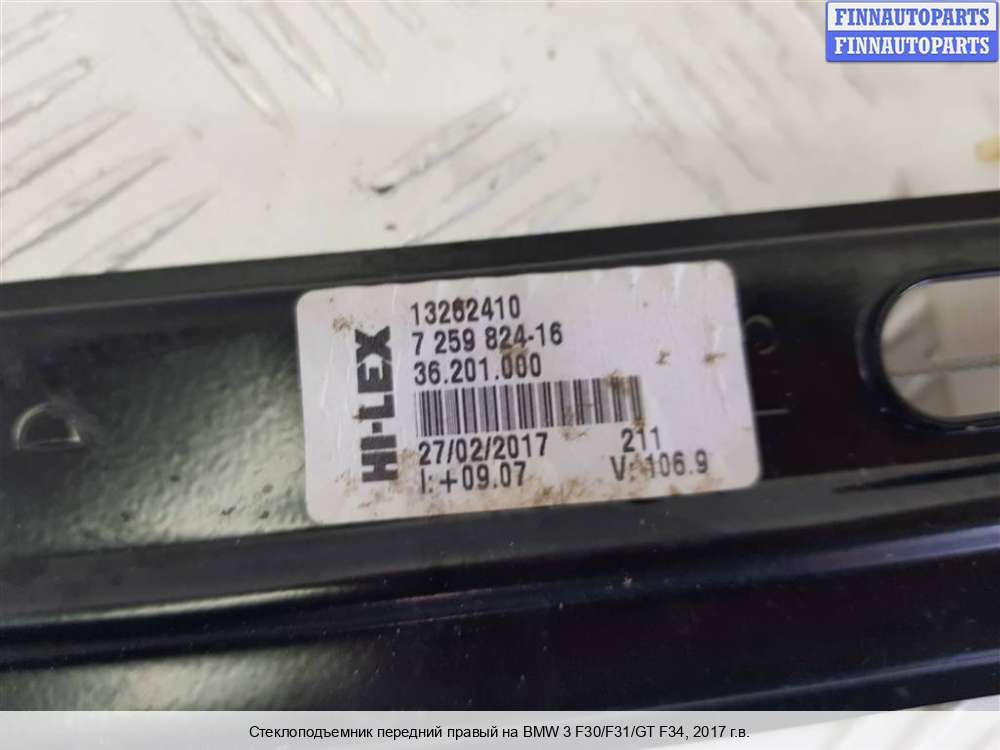 FINNAUTOPARTS
FINNAUTOPARTS
HI-LEX
13262410
7 259 824-16
36.201.000
27/02/2017 211
I: +09.07 V: 106.9
Стеклоподъемник передний правый на BMW 3 F30/F31/GT F34, 2017 г.в.